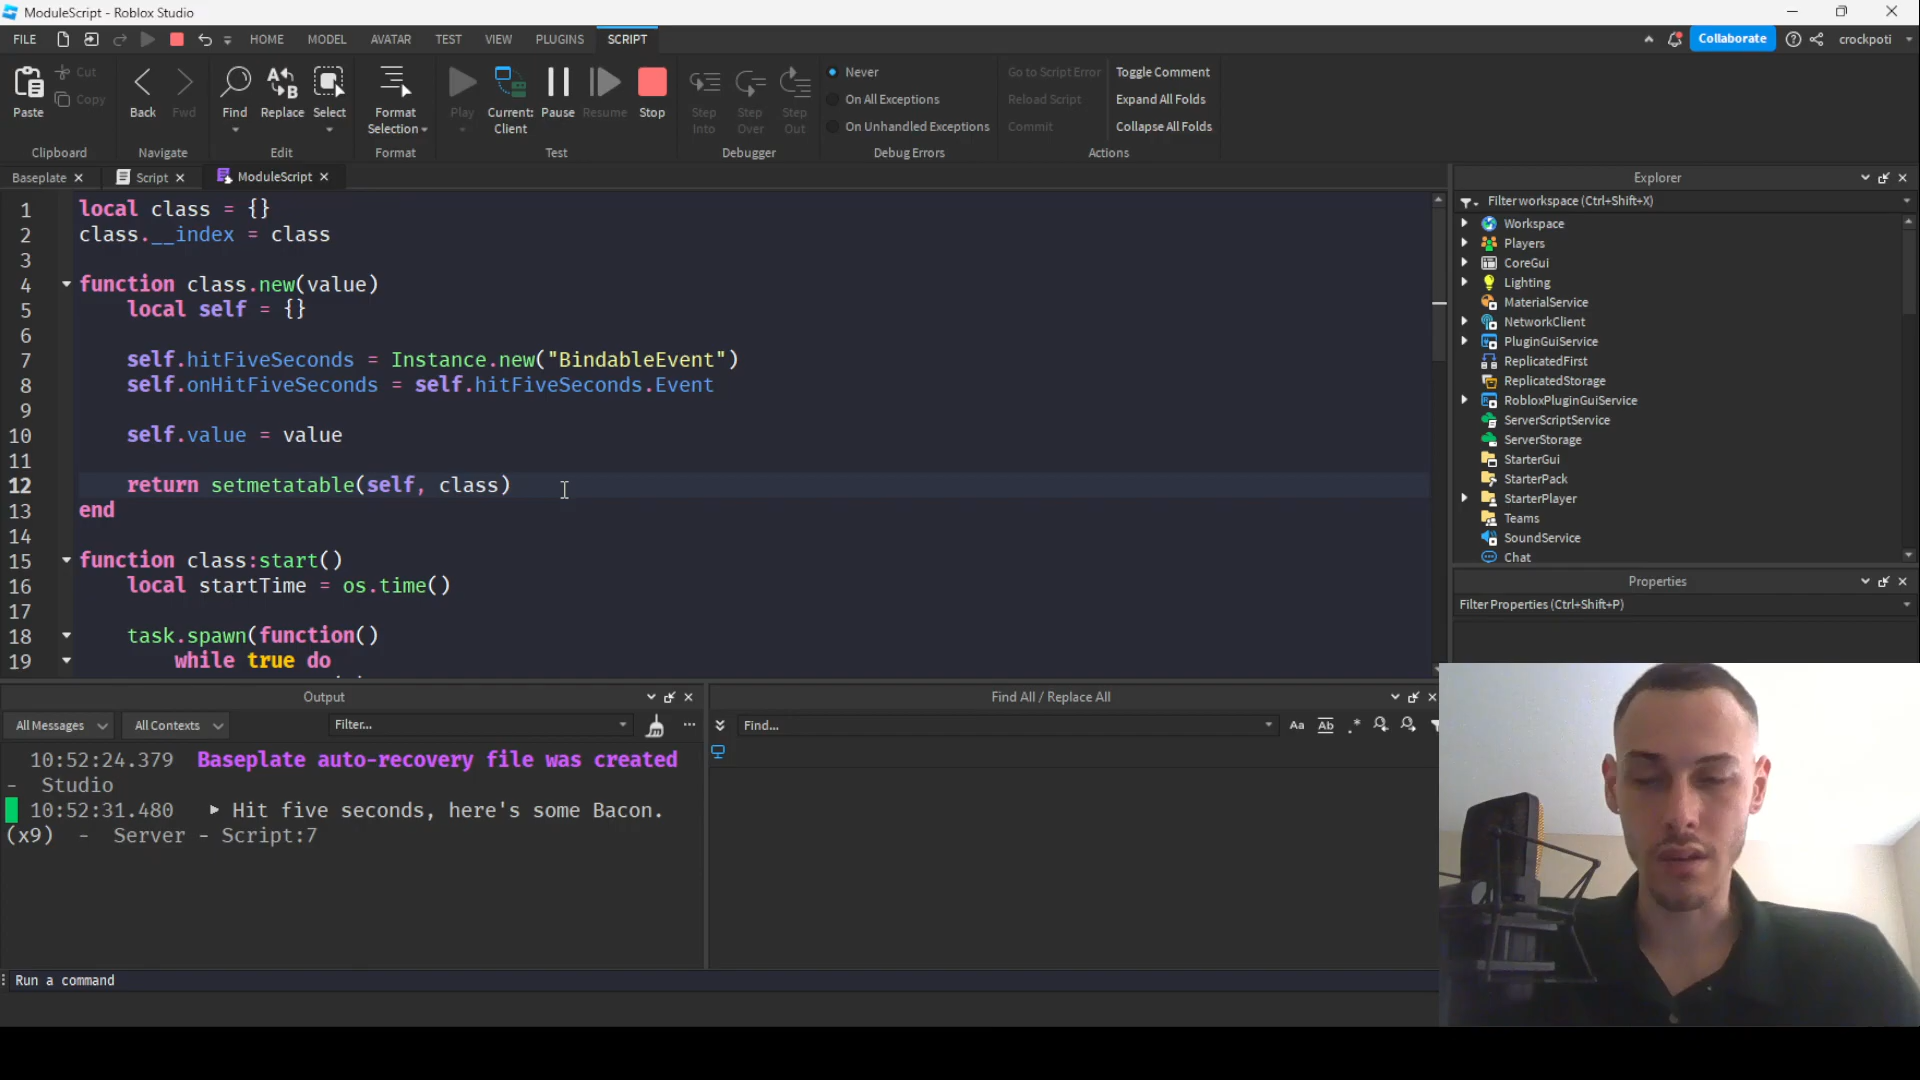 ModuleScript - Roblox Studio
FILE HOME MODEL AVATAR TEST VIEW PLUGINS SCRIPT Collaborate crockpoti
Paste Cut Copy Back Fwd Find Replace Select Format Selection Play Current: Client Pause Resume Stop Step Into Step Over Step Out
Never Go to Script Error Toggle Comment
On All Exceptions Reload Script Expand All Folds
On Unhandled Exceptions Commit Collapse All Folds
Clipboard Navigate Edit Format Test Debugger Debug Errors Actions
Baseplate Script ModuleScript
1 local class = {}
2 class.__index = class
3
4 function class.new(value)
5 local self = {}
6
7 self.hitFiveSeconds = Instance.new("BindableEvent")
8 self.onHitFiveSeconds = self.hitFiveSeconds.Event
9
10 self.value = value
11
12 return setmetatable(self, class)
13 end
14
15 function class:start()
16 local startTime = os.time()
17
18 task.spawn(function()
19 while true do
Explorer
Filter workspace (Ctrl+Shift+X)
Workspace
Players
CoreGui
Lighting
MaterialService
NetworkClient
PluginGuiService
ReplicatedFirst
ReplicatedStorage
RobloxPluginGuiService
ServerScriptService
ServerStorage
StarterGui
StarterPack
StarterPlayer
Teams
SoundService
Chat
Properties
Filter Properties (Ctrl+Shift+P)
Output
All Messages All Contexts Filter...
10:52:24.379 Baseplate auto-recovery file was created
- Studio
10:52:31.480 Hit five seconds, here's some Bacon.
(x9) - Server - Script:7
Find All / Replace All
Find... Aa Ab .*
Run a command